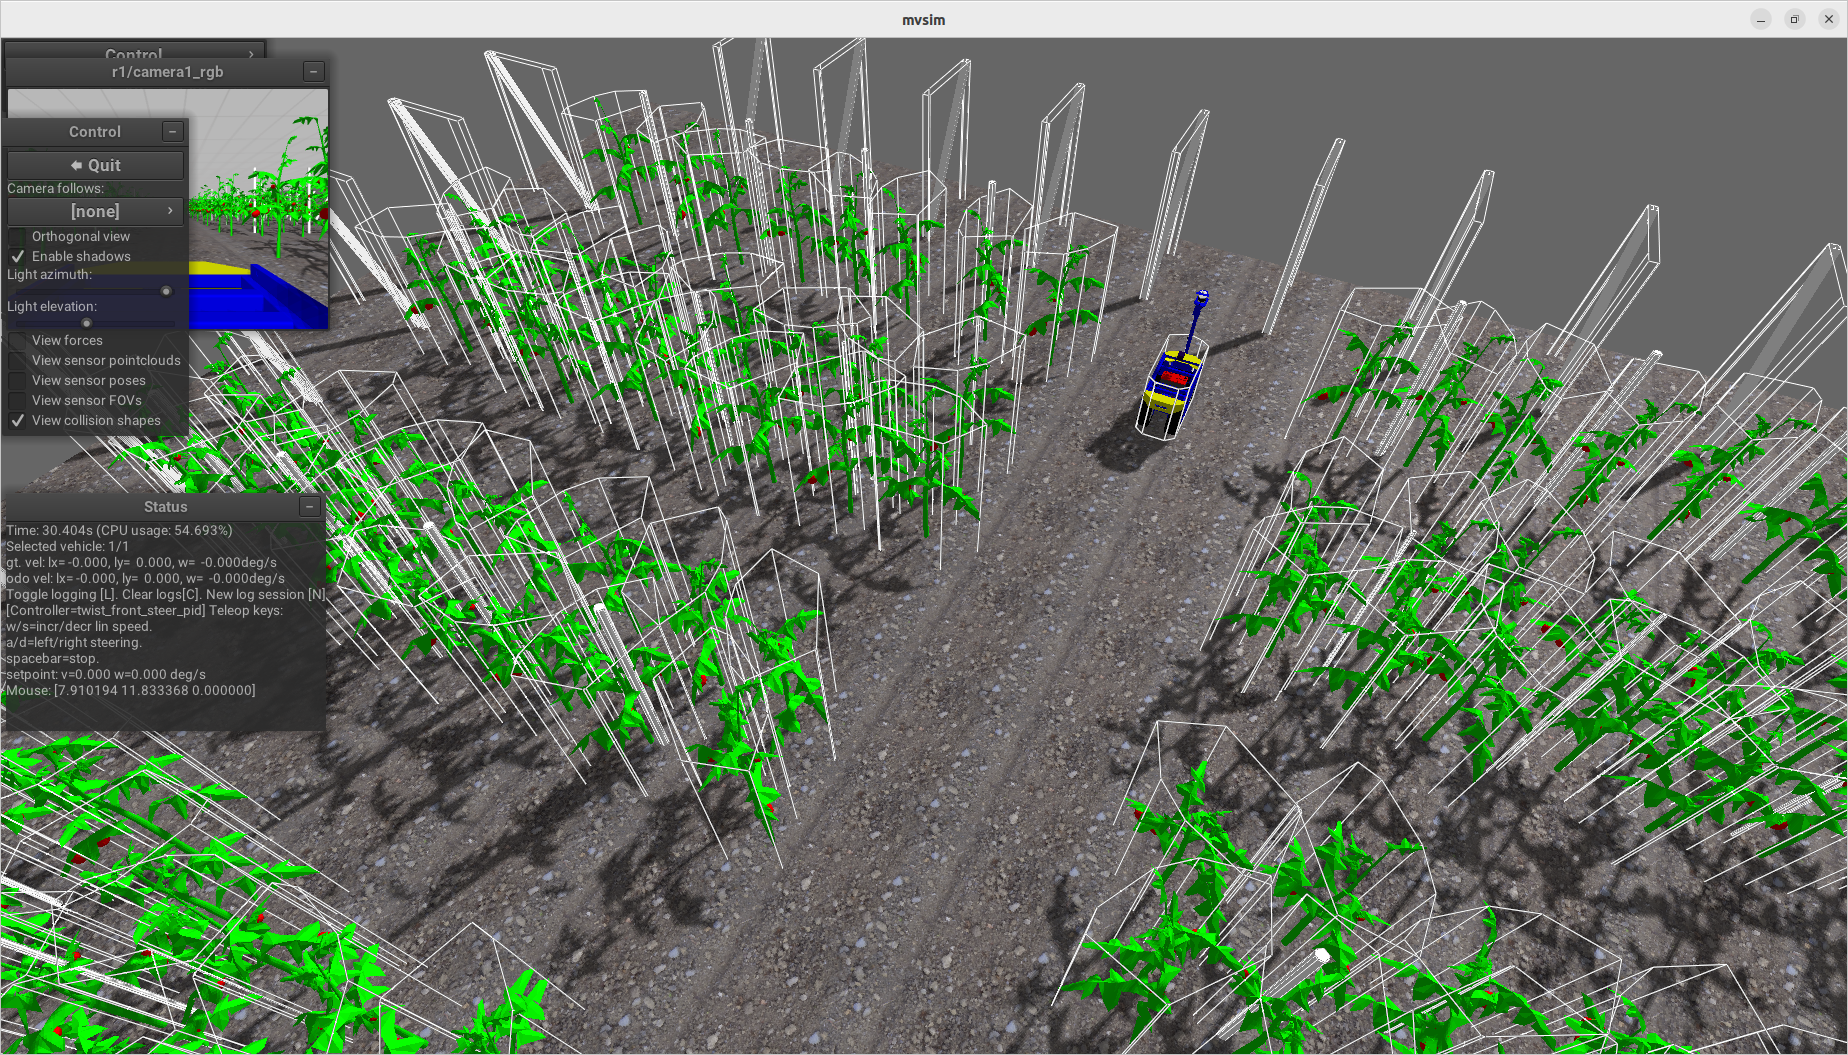 mvsim
Control
r1/camera1_rgb
Control
Quit
Camera follows:
[none]
Orthogonal view
Enable shadows
Light azimuth:
Light elevation:
View forces
View sensor pointclouds
View sensor poses
View sensor FOVs
View collision shapes
Status
Time: 30.404s (CPU usage: 54.693%)
Selected vehicle: 1/1
gt. vel: lx= -0.000, ly= 0.000, w= -0.000deg/s
odo vel: lx= -0.000, ly= 0.000, w= -0.000deg/s
Toggle logging [L]. Clear logs[C]. New log session [N]
[Controller=twist_front_steer_pid] Teleop keys:
w/s=incr/decr lin speed.
a/d=left/right steering.
spacebar=stop.
setpoint: v=0.000 w=0.000 deg/s
Mouse: [7.910194 11.833368 0.000000]